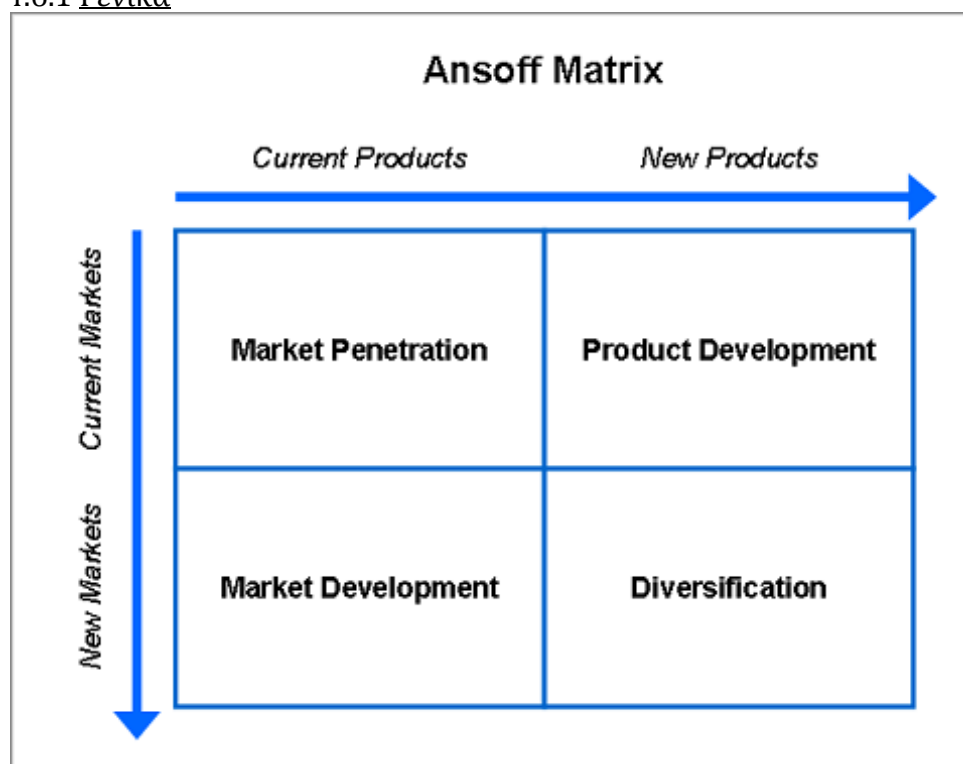 Ansoff Matrix
Current Products New Products
Current Markets
Market Penetration Product Development
New Markets
Market Development Diversification